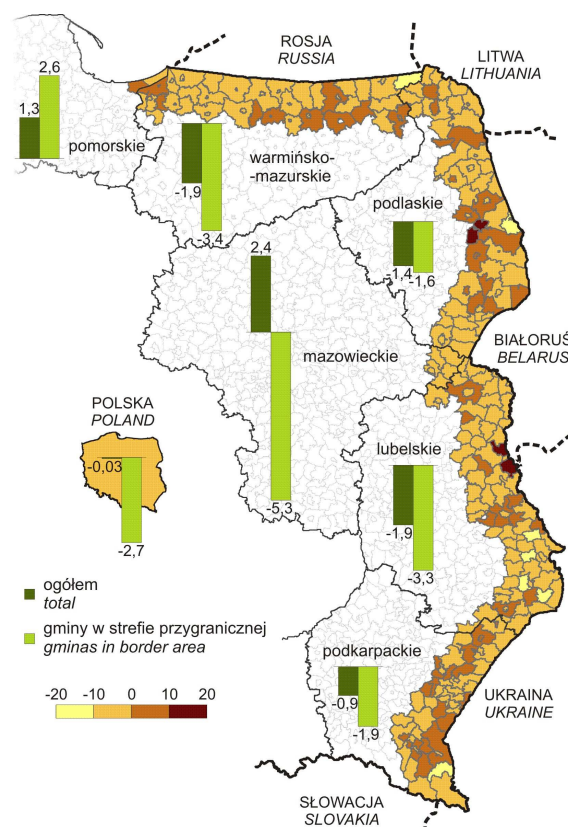 ROSJA
RUSSIA
LITWA
LITHUANIA
2,6
1,3
pomorskie
warmińsko-
-mazurskie
-1,9
-3,4
podlaskie
-1,4
-1,6
2,4
mazowieckie
-5,3
BIAŁORUŚ
BELARUS
POLSKA
POLAND
-0,03
-2,7
lubelskie
-1,9
-3,3
ogółem
total
gminy w strefie przygranicznej
gminas in border area
-20 -10 0 10 20
podkarpackie
-0,9
-1,9
UKRAINA
UKRAINE
SŁOWACJA
SLOVAKIA